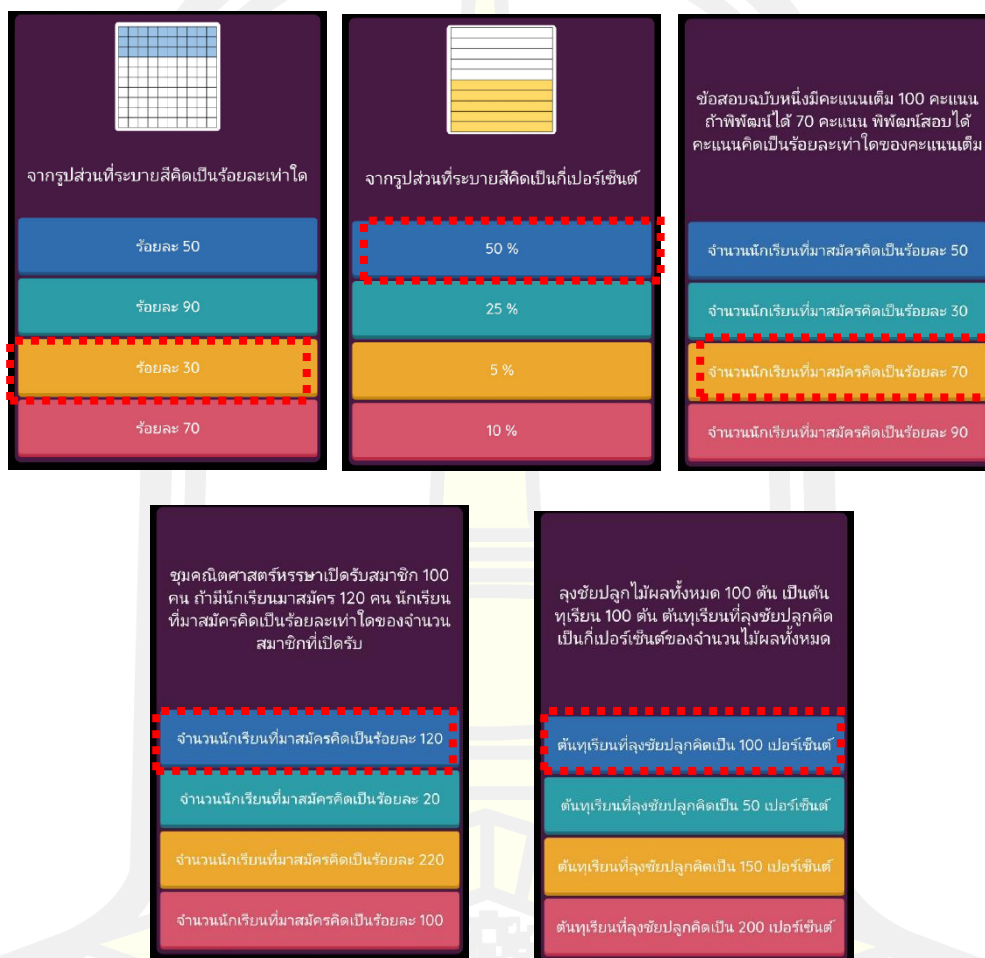 จากรูปส่วนที่ระบายสีคิดเป็นร้อยละเท่าใด
ร้อยละ 50
ร้อยละ 90
ร้อยละ 30
ร้อยละ 70
จากรูปส่วนที่ระบายสีคิดเป็นกี่เปอร์เซ็นต์
50 %
25 %
5 %
10 %
ข้อสอบฉบับหนึ่งมีคะแนนเต็ม 100 คะแนน
ถ้าพิพัฒน์ได้ 70 คะแนน พิพัฒน์สอบได้
คะแนนคิดเป็นร้อยละเท่าใดของคะแนนเต็ม
จำนวนนักเรียนที่มาสมัครคิดเป็นร้อยละ 50
จำนวนนักเรียนที่มาสมัครคิดเป็นร้อยละ 30
จำนวนนักเรียนที่มาสมัครคิดเป็นร้อยละ 70
จำนวนนักเรียนที่มาสมัครคิดเป็นร้อยละ 90
ชุมคณิตศาสตร์หรรษาเปิดรับสมาชิก 100
คน ถ้ามีนักเรียนมาสมัคร 120 คน นักเรียน
ที่มาสมัครคิดเป็นร้อยละเท่าใดของจำนวน
สมาชิกที่เปิดรับ
จำนวนนักเรียนที่มาสมัครคิดเป็นร้อยละ 120
จำนวนนักเรียนที่มาสมัครคิดเป็นร้อยละ 20
จำนวนนักเรียนที่มาสมัครคิดเป็นร้อยละ 220
จำนวนนักเรียนที่มาสมัครคิดเป็นร้อยละ 100
ลุงชัยปลูกไม้ผลทั้งหมด 100 ต้น เป็นต้น
ทุเรียน 100 ต้น ต้นทุเรียนที่ลุงชัยปลูกคิด
เป็นกี่เปอร์เซ็นต์ของจำนวนไม้ผลทั้งหมด
ต้นทุเรียนที่ลุงชัยปลูกคิดเป็น 100 เปอร์เซ็นต์
ต้นทุเรียนที่ลุงชัยปลูกคิดเป็น 50 เปอร์เซ็นต์
ต้นทุเรียนที่ลุงชัยปลูกคิดเป็น 150 เปอร์เซ็นต์
ต้นทุเรียนที่ลุงชัยปลูกคิดเป็น 200 เปอร์เซ็นต์